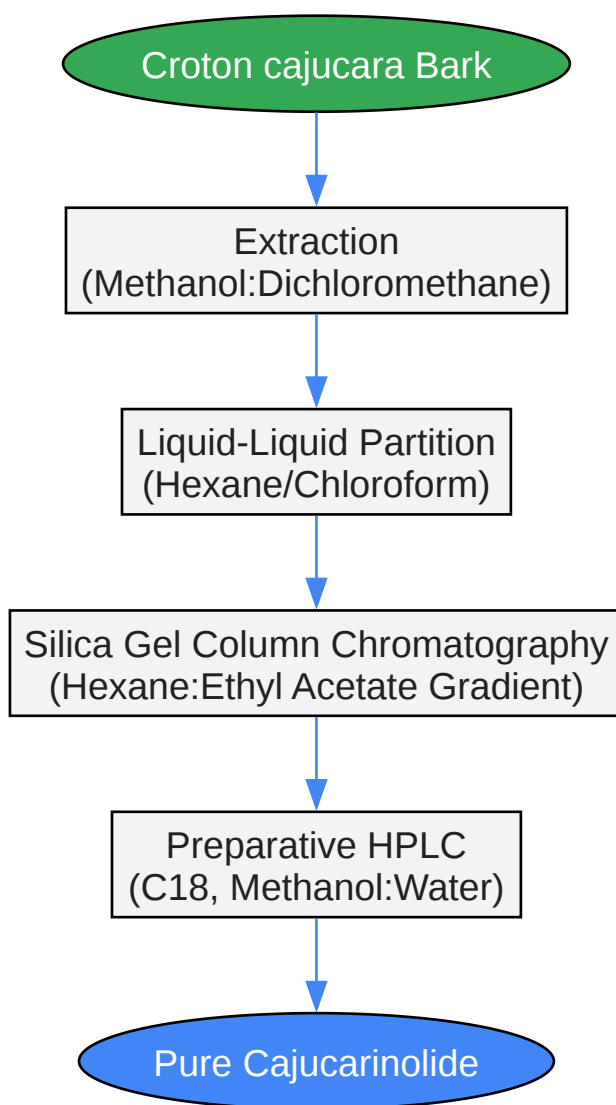 Croton cajucara Bark
Extraction
(Methanol:Dichloromethane)
Liquid-Liquid Partition
(Hexane/Chloroform)
Silica Gel Column Chromatography
(Hexane:Ethyl Acetate Gradient)
Preparative HPLC
(C18, Methanol:Water)
Pure Cajucarinolide